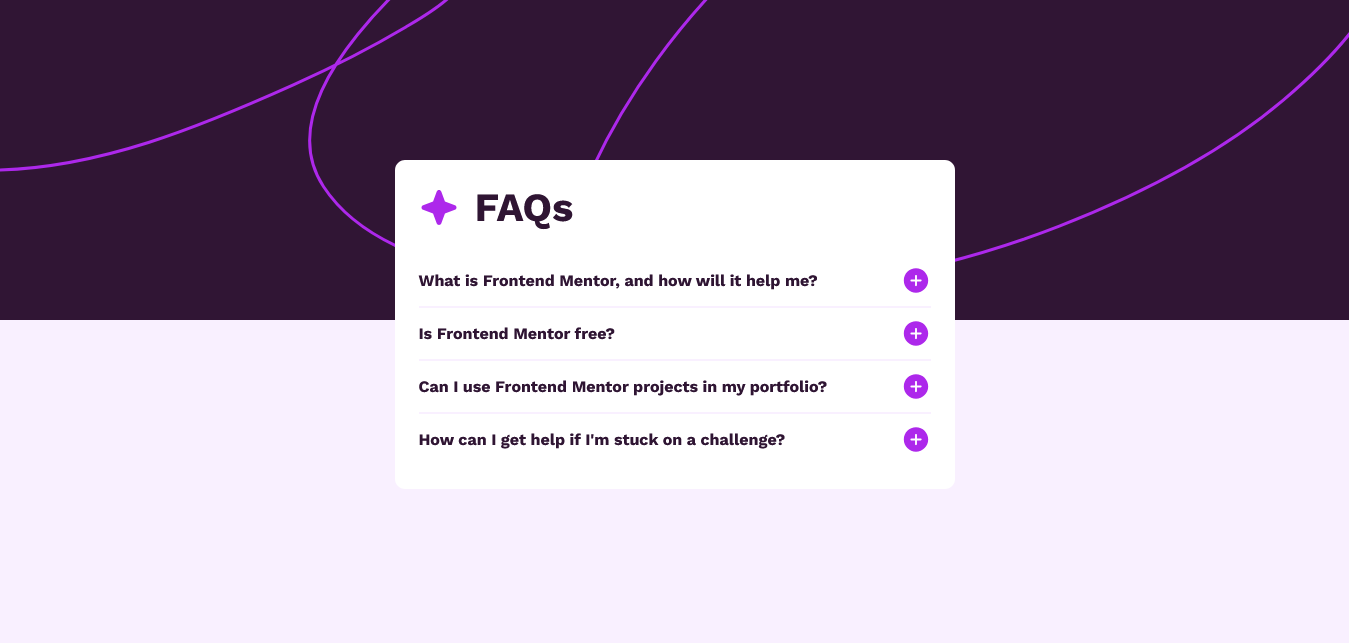 FAQs
What is Frontend Mentor, and how will it help me?
Is Frontend Mentor free?
Can I use Frontend Mentor projects in my portfolio?
How can I get help if I'm stuck on a challenge?